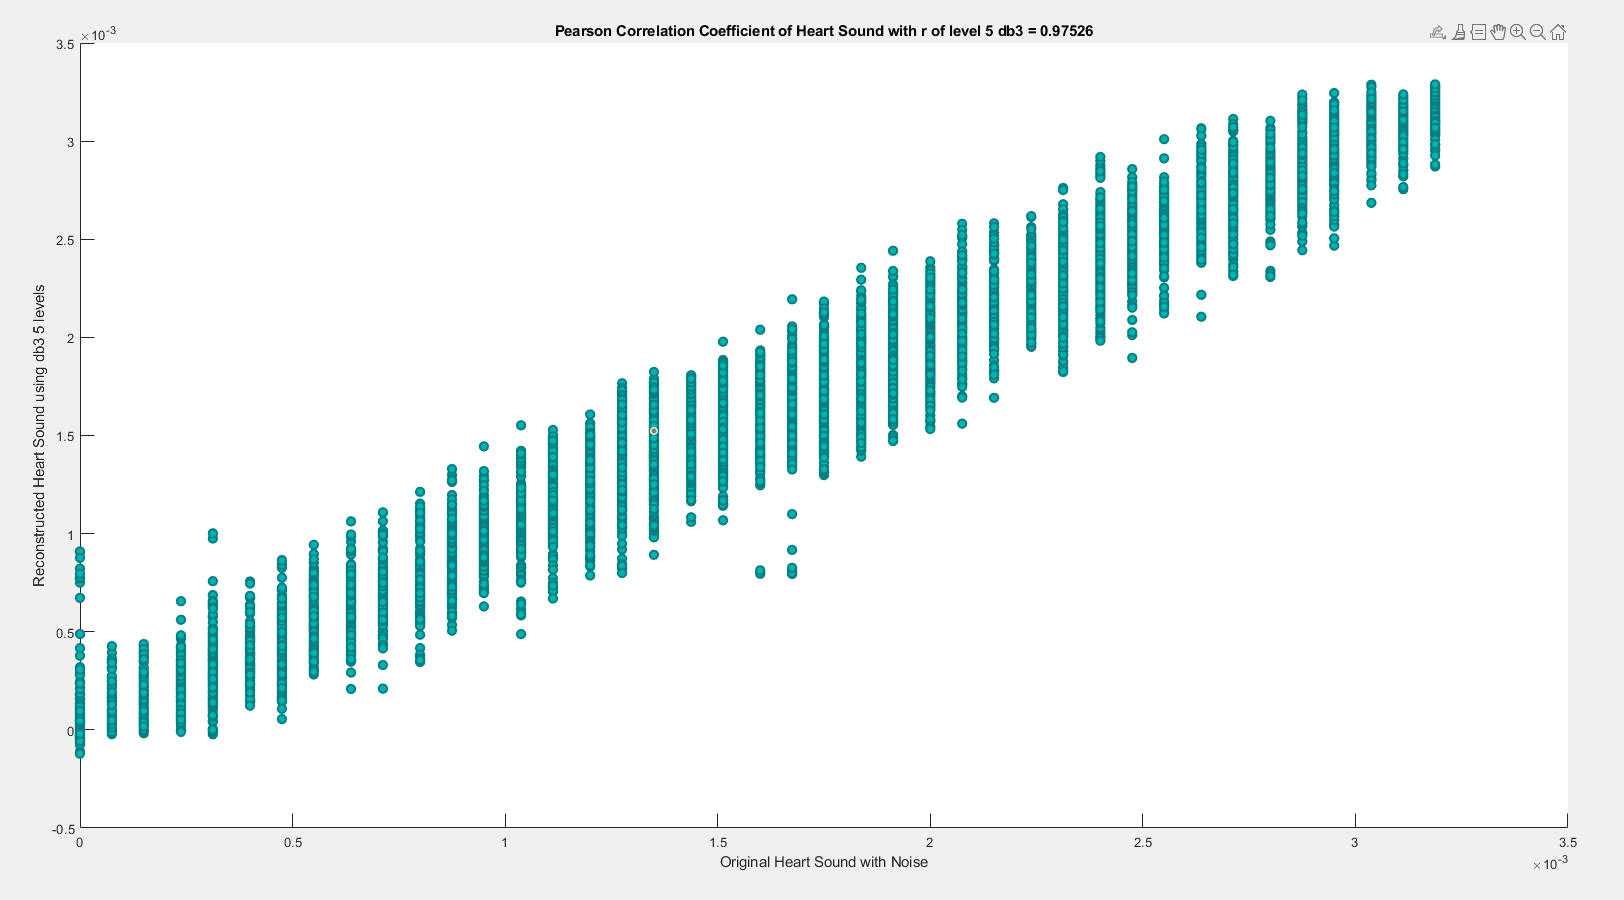 Pearson Correlation Coefficient of Heart Sound with r of level 5 db3 = 0.97526
×10⁻³
3.5
3
2.5
2
1.5
1
0.5
0
-0.5
Reconstructed Heart Sound using db3 5 levels
0 0.5 1 1.5 2 2.5 3 3.5
Original Heart Sound with Noise
×10⁻³